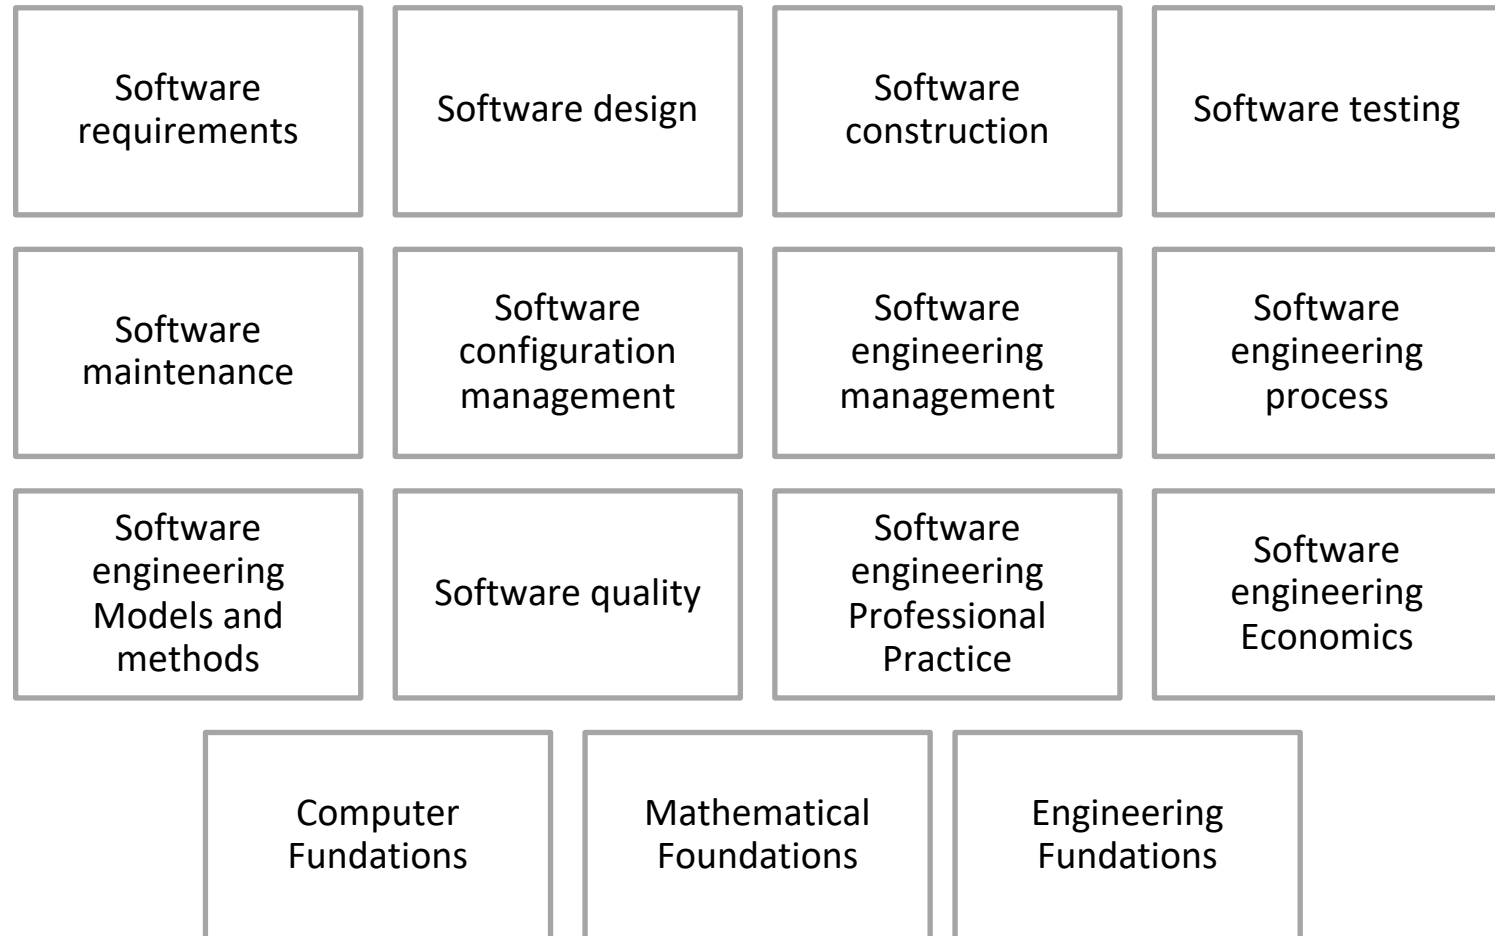 Software
requirements
Software design
Software
construction
Software testing
Software
maintenance
Software
configuration
management
Software
engineering
management
Software
engineering
process
Software
engineering
Models and
methods
Software quality
Software
engineering
Professional
Practice
Software
engineering
Economics
Computer
Fundations
Mathematical
Foundations
Engineering
Fundations